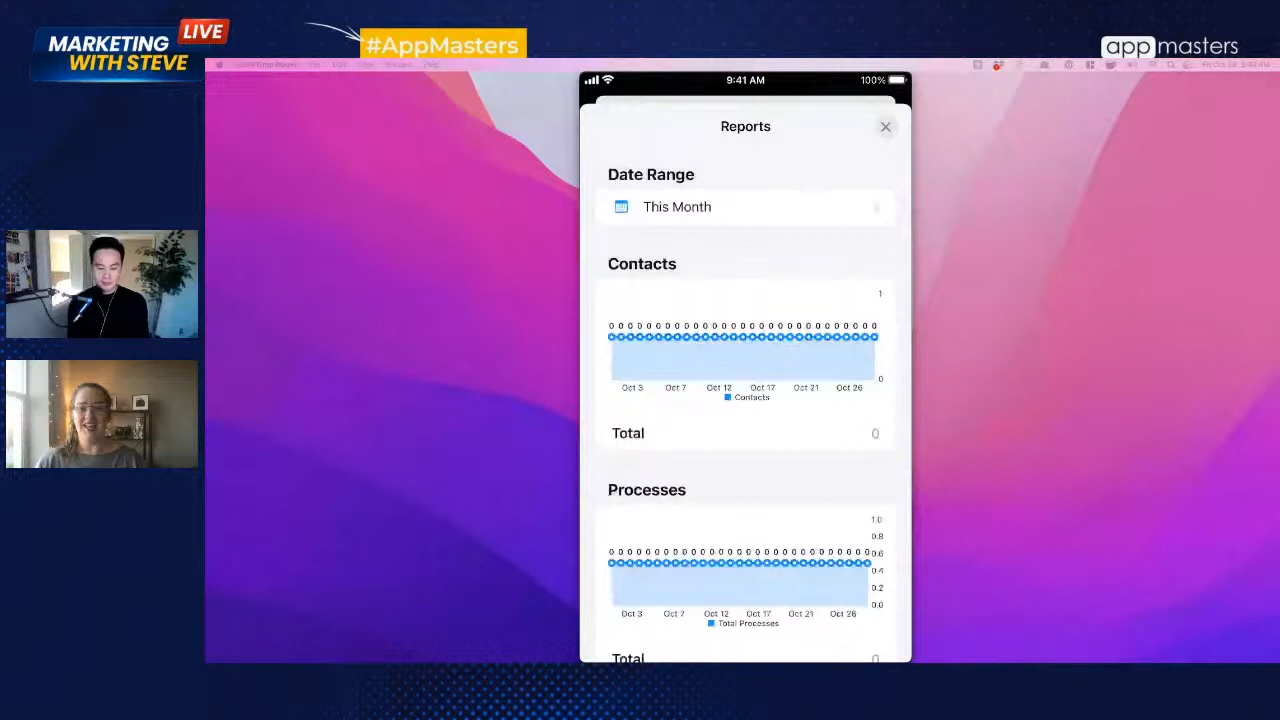 MARKETING LIVE
WITH STEVE
#AppMasters
appmasters
9:41 AM
100%
Reports
Date Range
This Month
Contacts
1
0 0 0 0 0 0 0 0 0 0 0 0 0 0 0 0 0 0 0 0 0 0 0 0 0 0 0 0 0
0
Oct 3 Oct 7 Oct 12 Oct 17 Oct 21 Oct 26
Contacts
Total 0
Processes
1.0
0.8
0 0 0 0 0 0 0 0 0 0 0 0 0 0 0 0 0 0 0 0 0 0 0 0 0 0 0 0 0
0.6
0.4
0.2
0.0
Oct 3 Oct 7 Oct 12 Oct 17 Oct 21 Oct 26
Total Processes
Total 0